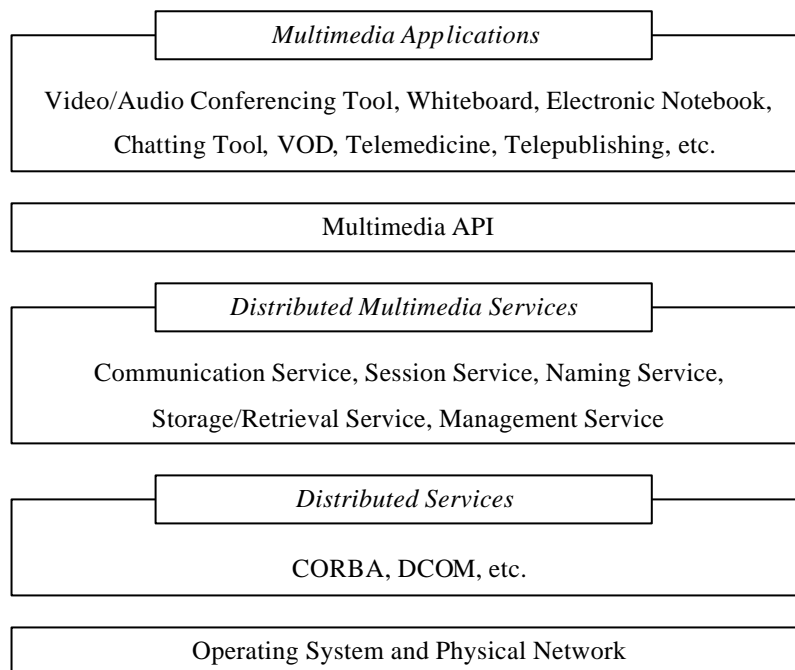 Multimedia Applications
Video/Audio Conferencing Tool, Whiteboard, Electronic Notebook,
Chatting Tool, VOD, Telemedicine, Telepublishing, etc.
Multimedia API
Distributed Multimedia Services
Communication Service, Session Service, Naming Service,
Storage/Retrieval Service, Management Service
Distributed Services
CORBA, DCOM, etc.
Operating System and Physical Network